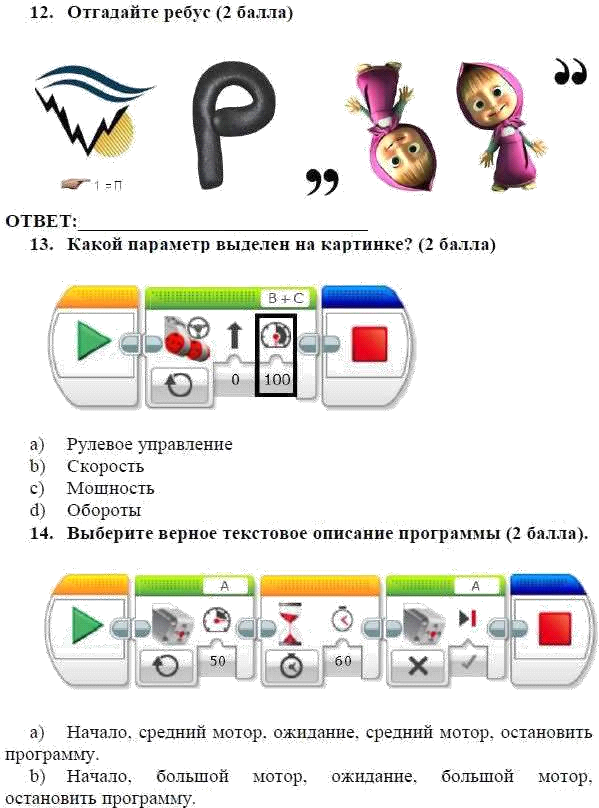 12. Отгадайте ребус (2 балла)
Р
,,
,,
1 = П
ОТВЕТ:_______________________________
13. Какой параметр выделен на картинке? (2 балла)
B + C
0 100
a) Рулевое управление
b) Скорость
c) Мошность
d) Обороты
14. Выберите верное текстовое описание программы (2 балла).
A A
50 60
a) Начало, средний мотор, ожидание, средний мотор, остановить
программу.
b) Начало, большой мотор, ожидание, большой мотор,
остановить программу.